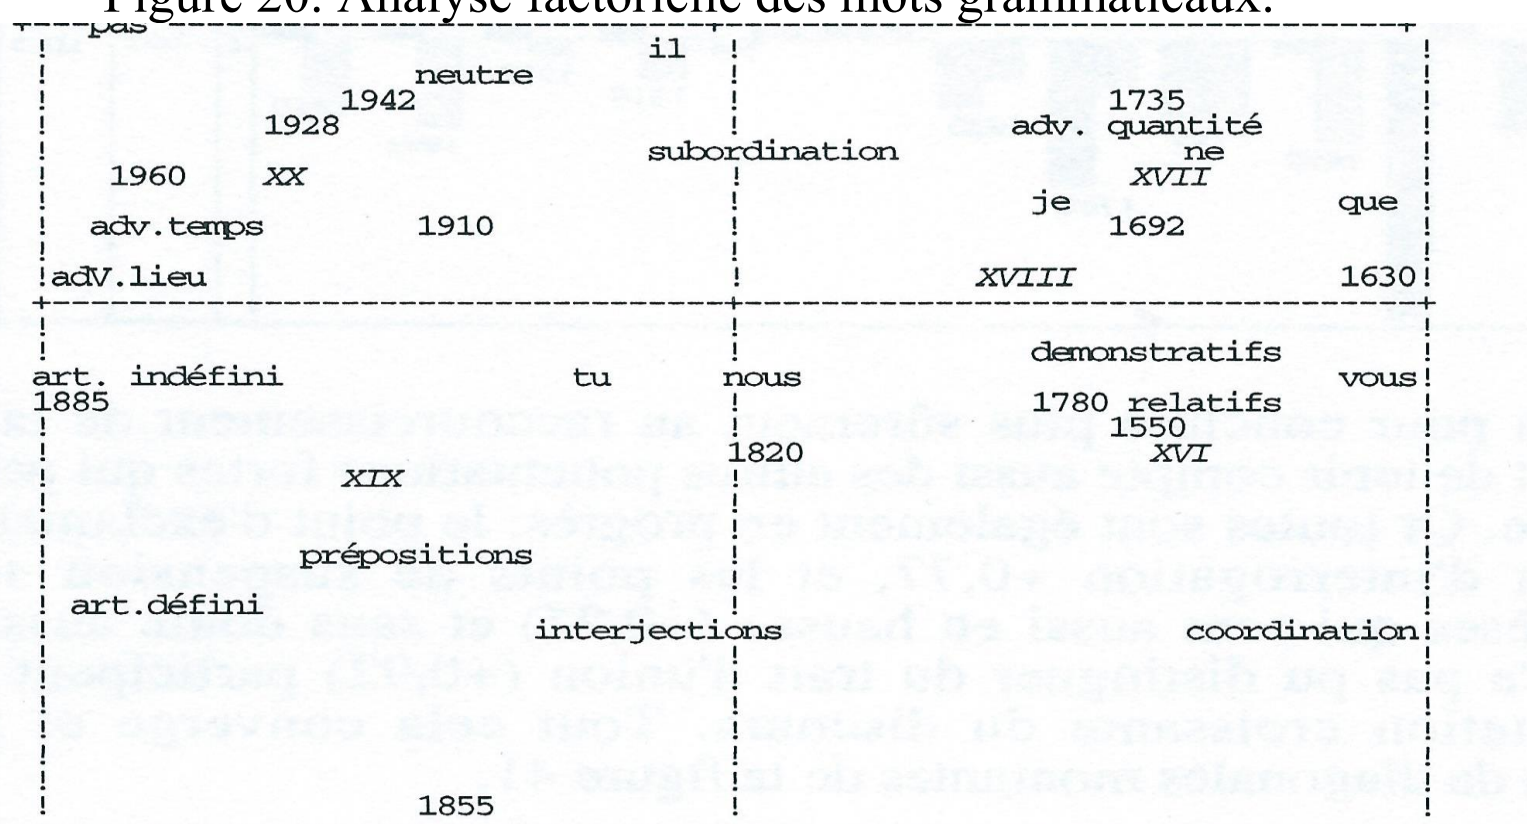 Figure 20. Analyse factorielle des mots grammaticaux.
pas
il
neutre
1942 1735
1928 adv. quantité
subordination ne
1960 XX XVII
je que
adv.temps 1910 1692
adV.lieu XVIII 1630
demonstratifs
art. indéfini tu nous vous
1885 1780 relatifs
1550
1820 XVI
XIX
prépositions
art.défini
interjections coordination
1855